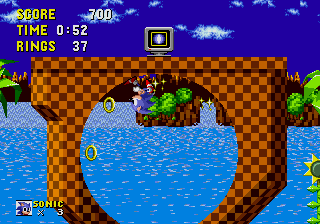 SCORE 700
TIME 0:52
RINGS 37
SONIC
× 3